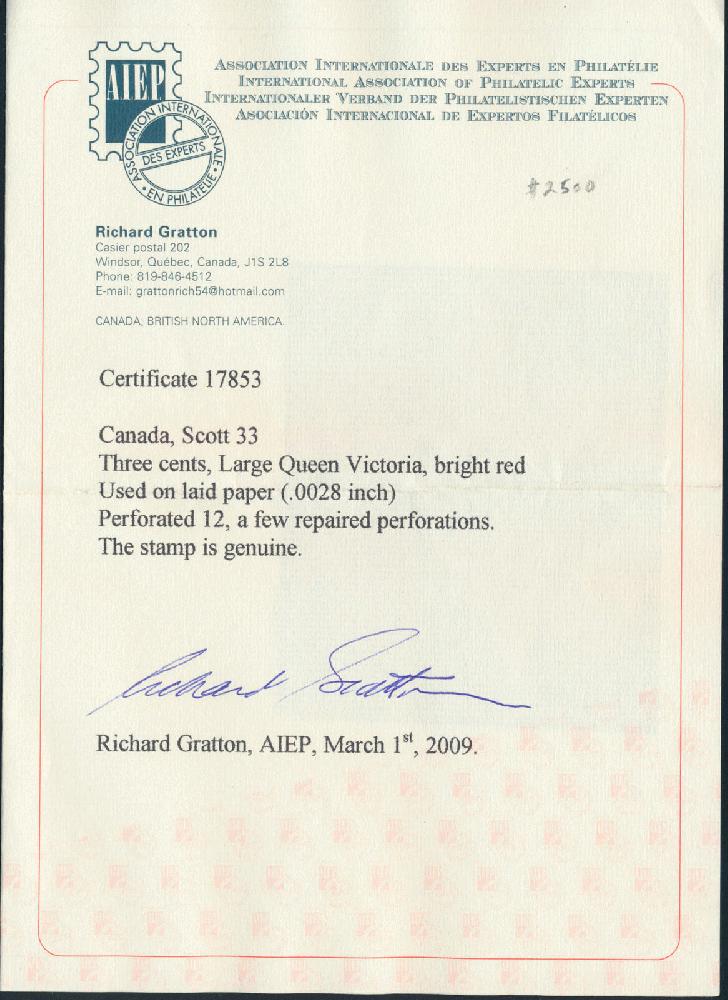 AIEP
ASSOCIATION INTERNATIONALE
DES EXPERTS
• EN PHILATÉLIE •
ASSOCIATION INTERNATIONALE DES EXPERTS EN PHILATÉLIE
INTERNATIONAL ASSOCIATION OF PHILATELIC EXPERTS
INTERNATIONALER VERBAND DER PHILATELISTISCHEN EXPERTEN
ASOCIACIÓN INTERNACIONAL DE EXPERTOS FILATÉLICOS
#2500
Richard Gratton
Casier postal 202
Windsor, Québec, Canada, J1S 2L8
Phone: 819-846-4512
E-mail: grattonrich54@hotmail.com
CANADA, BRITISH NORTH AMERICA
Certificate 17853
Canada, Scott 33
Three cents, Large Queen Victoria, bright red
Used on laid paper (.0028 inch)
Perforated 12, a few repaired perforations.
The stamp is genuine.
Richard Gratton
Richard Gratton, AIEP, March 1st, 2009.